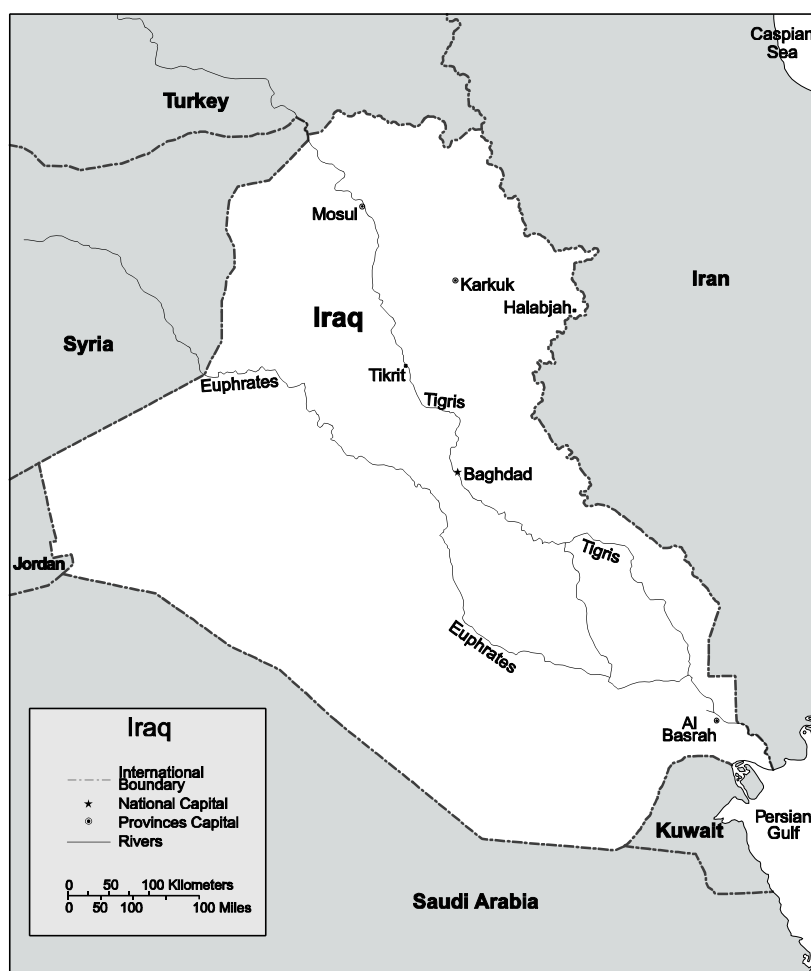 Caspian
Sea
Turkey
Mosul
Karkuk
Iran
Halabjah
Iraq
Syria
Tikrit
Euphrates
Tigris
Baghdad
Tigris
Jordan
Euphrates
Al
Basrah
Iraq
International
Boundary
National Capital
Provinces Capital
Rivers
0 50 100 Kilometers
0 50 100 100 Miles
Persian
Gulf
Kuwait
Saudi Arabia